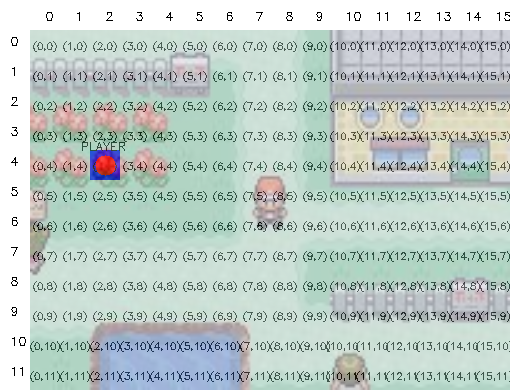 0 1 2 3 4 5 6 7 8 9 10 11 12 13 14 15
0 (0,0) (1,0) (2,0) (3,0) (4,0) (5,0) (6,0) (7,0) (8,0) (9,0) (10,0) (11,0) (12,0) (13,0) (14,0) (15,0)
1 (0,1) (1,1) (2,1) (3,1) (4,1) (5,1) (6,1) (7,1) (8,1) (9,1) (10,1) (11,1) (12,1) (13,1) (14,1) (15,1)
2 (0,2) (1,2) (2,2) (3,2) (4,2) (5,2) (6,2) (7,2) (8,2) (9,2) (10,2) (11,2) (12,2) (13,2) (14,2) (15,2)
3 (0,3) (1,3) (2,3) (3,3) (4,3) (5,3) (6,3) (7,3) (8,3) (9,3) (10,3) (11,3) (12,3) (13,3) (14,3) (15,3)
PLAYER
4 (0,4) (1,4) (3,4) (4,4) (5,4) (6,4) (7,4) (8,4) (9,4) (10,4) (11,4) (12,4) (13,4) (14,4) (15,4)
5 (0,5) (1,5) (2,5) (3,5) (4,5) (5,5) (6,5) (7,5) (8,5) (9,5) (10,5) (11,5) (12,5) (13,5) (14,5) (15,5)
6 (0,6) (1,6) (2,6) (3,6) (4,6) (5,6) (6,6) (7,6) (8,6) (9,6) (10,6) (11,6) (12,6) (13,6) (14,6) (15,6)
7 (0,7) (1,7) (2,7) (3,7) (4,7) (5,7) (6,7) (7,7) (8,7) (9,7) (10,7) (11,7) (12,7) (13,7) (14,7) (15,7)
8 (0,8) (1,8) (2,8) (3,8) (4,8) (5,8) (6,8) (7,8) (8,8) (9,8) (10,8) (11,8) (12,8) (13,8) (14,8) (15,8)
9 (0,9) (1,9) (2,9) (3,9) (4,9) (5,9) (6,9) (7,9) (8,9) (9,9) (10,9) (11,9) (12,9) (13,9) (14,9) (15,9)
10 (0,10) (1,10) (2,10) (3,10) (4,10) (5,10) (6,10) (7,10) (8,10) (9,10) (10,10) (11,10) (12,10) (13,10) (14,10) (15,10)
11 (0,11) (1,11) (2,11) (3,11) (4,11) (5,11) (6,11) (7,11) (8,11) (9,11) (10,11) (11,11) (12,11) (13,11) (14,11) (15,11)